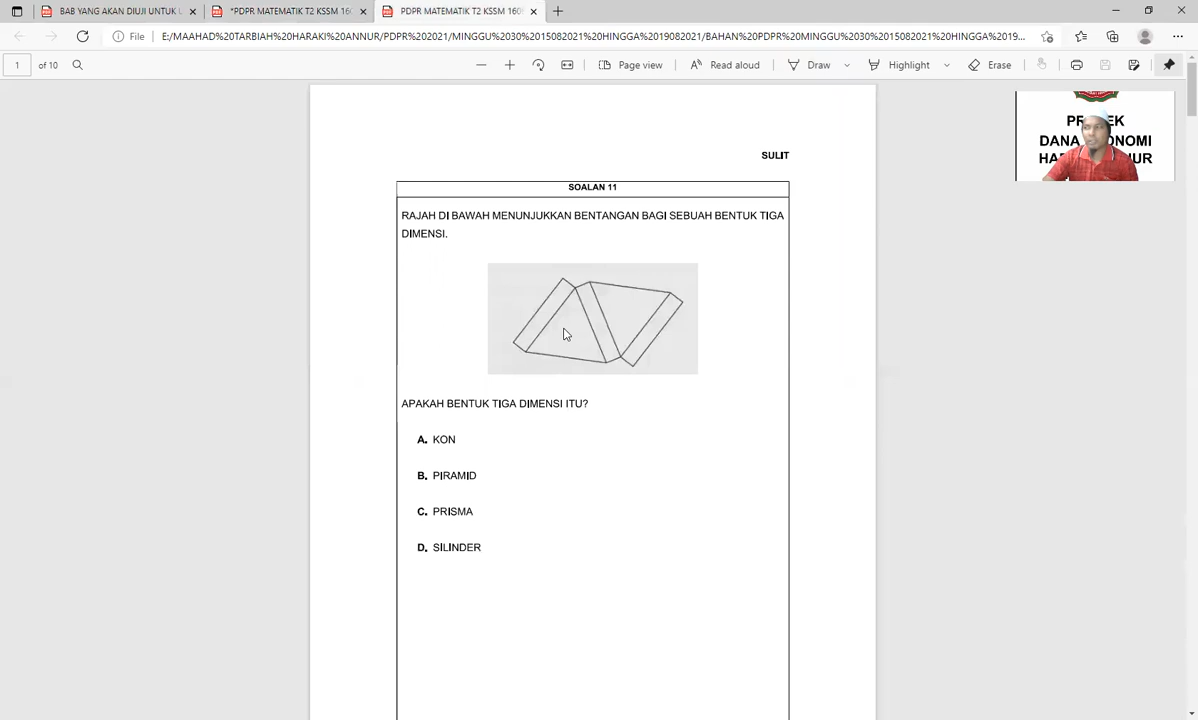 BAB YANG AKAN DIUJI UNTUK U
*PDPR MATEMATIK T2 KSSM 160
PDPR MATEMATIK T2 KSSM 160
File
E:/MAAHAD%20TARBIAH%20HARAKI%20ANNUR/PDPR%202021/MINGGU%2030%2015082021%20HINGGA%2019082021/BAHAN%20PDPR%20MINGGU%2030%2015082021%20HINGGA%2019...
1 of 10
Page view
Read aloud
Draw
Highlight
Erase
DANA
SULIT
SOALAN 11
RAJAH DI BAWAH MENUNJUKKAN BENTANGAN BAGI SEBUAH BENTUK TIGA
DIMENSI.
APAKAH BENTUK TIGA DIMENSI ITU?
A. KON
B. PIRAMID
C. PRISMA
D. SILINDER